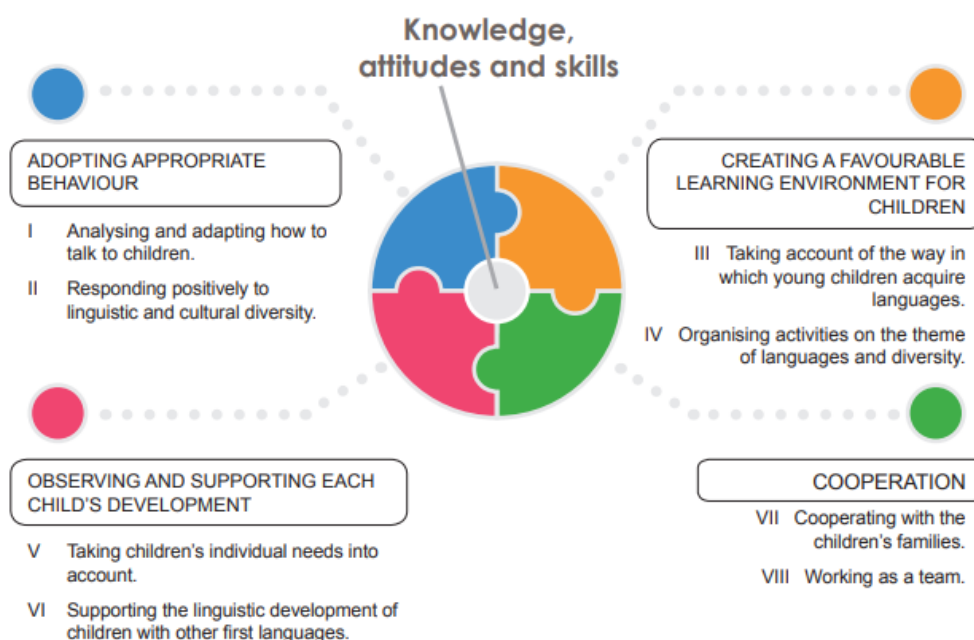 Knowledge,
attitudes and skills
ADOPTING APPROPRIATE
BEHAVIOUR
I Analysing and adapting how to
talk to children.
II Responding positively to
linguistic and cultural diversity.
CREATING A FAVOURABLE
LEARNING ENVIRONMENT FOR
CHILDREN
III Taking account of the way in
which young children acquire
languages.
IV Organising activities on the theme
of languages and diversity.
OBSERVING AND SUPPORTING EACH
CHILD'S DEVELOPMENT
V Taking children's individual needs into
account.
VI Supporting the linguistic development of
children with other first languages.
COOPERATION
VII Cooperating with the
children's families.
VIII Working as a team.